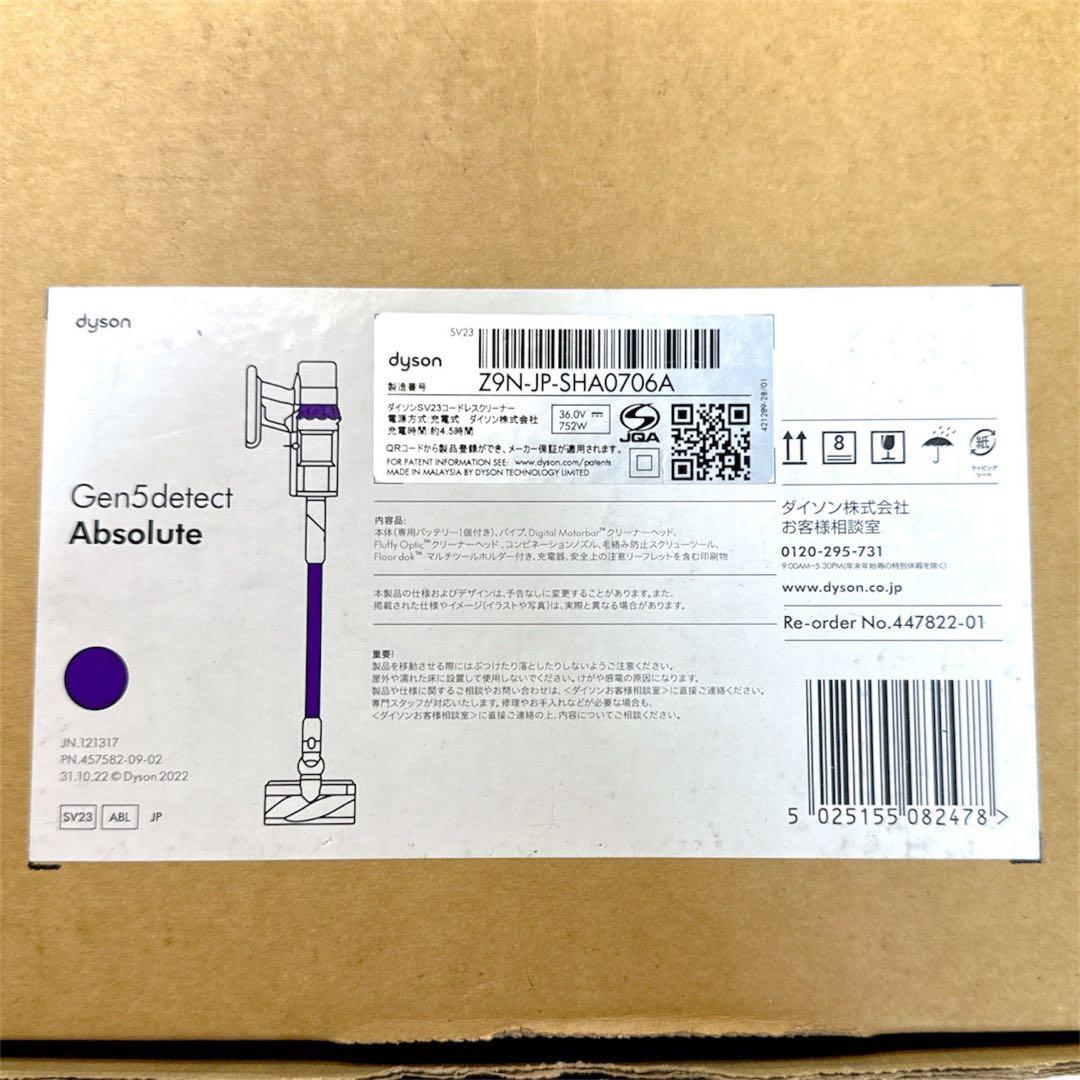 dyson
Gen5detect
Absolute
JN.121317
PN.457582-09-02
31.10.22 © Dyson 2022
SV23 ABL JP
SV23
dyson
製造番号 Z9N-JP-SHA0706A
ダイソンSV23コードレスクリーナー
電源方式:充電式 ダイソン株式会社
充電時間:約4.5時間
36.0V
752W
JQA
QRコードから製品登録ができ、メーカー保証が適用されます。
FOR PATENT INFORMATION SEE: www.dyson.com/patents
MADE IN MALAYSIA BY DYSON TECHNOLOGY LIMITED
421289-28/01
内容品:
本体(専用バッテリー1個付き)、パイプ、Digital Motorbar™クリーナーヘッド、
Fluffy Optic™クリーナーヘッド、コンビネーションノズル、毛絡み防止スクリューツール、
Floor dok™ マルチツールホルダー付き、充電器、安全上の注意リーフレットを含む印刷物
本製品の仕様およびデザインは、予告なしに変更することがあります。また、
掲載された仕様やイメージ(イラストや写真)は、実際と異なる場合があります。
重要!
製品を移動させる際にはぶつけたり落としたりしないようご注意ください。
屋外や濡れた床に設置して使用しないでください。けがや感電の原因になります。
製品や仕様に関するご相談やお問い合わせは、<ダイソンお客様相談室>に直接ご連絡ください。
専門スタッフが対応いたします。修理やお手入れなどが必要な場合も、
<ダイソンお客様相談室>に直接ご連絡の上、内容についてご相談ください。
8
紙
ラッピング
シート
ダイソン株式会社
お客様相談室
0120-295-731
9:00AM–5:30PM(年末年始等の特別休暇を除く)
www.dyson.co.jp
Re-order No.447822-01
5 025155 082478 >